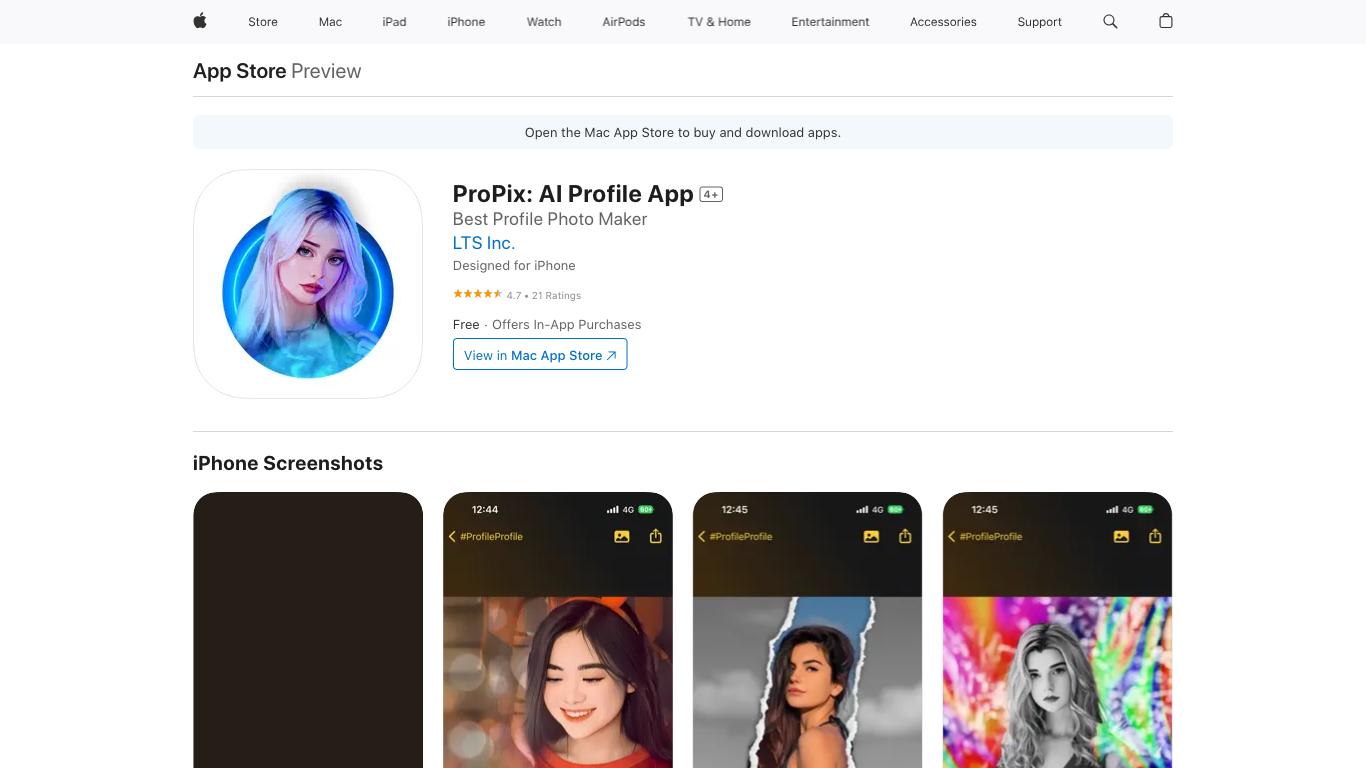 Store Mac iPad iPhone Watch AirPods TV & Home Entertainment Accessories Support
App Store Preview
Open the Mac App Store to buy and download apps.
ProPix: AI Profile App 4+
Best Profile Photo Maker
LTS Inc.
Designed for iPhone
4.7 • 21 Ratings
Free · Offers In-App Purchases
View in Mac App Store
iPhone Screenshots
12:44 4G 60+
#ProfileProfile
12:45 4G 60+
#ProfileProfile
12:45 4G 60+
#ProfileProfile